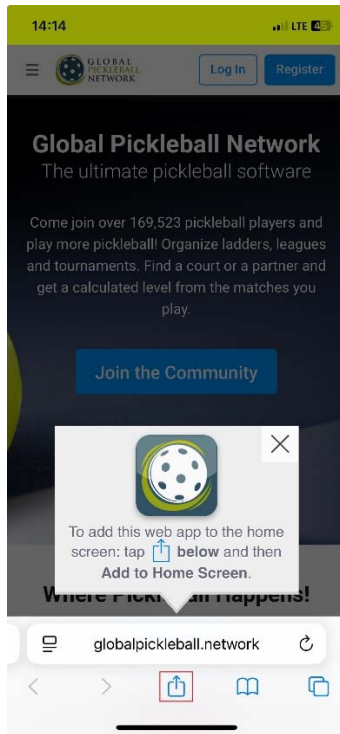 14:14
LTE 45
GLOBAL
PICKLEBALL
NETWORK
Log In
Register
Global Pickleball Network
The ultimate pickleball software
Come join over 169,523 pickleball players and
play more pickleball! Organize ladders, leagues
and tournaments. Find a court or a partner and
get a calculated level from the matches you
play.
Join the Community
To add this web app to the home
screen: tap below and then
Add to Home Screen.
Where
globalpickleball.network